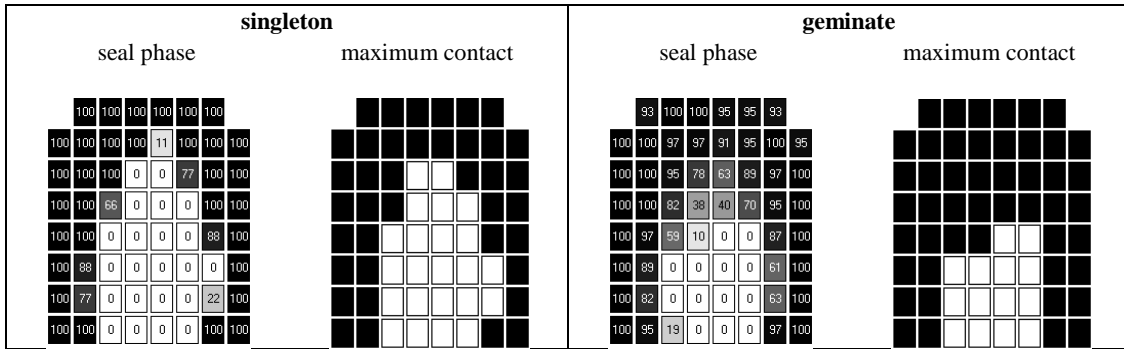 singleton
seal phase
maximum contact
100 100 100 100 100 100
100 100 100 100 11 100 100 100
100 100 100 0 0 77 100 100
100 100 66 0 0 0 100 100
100 100 0 0 0 0 88 100
100 88 0 0 0 0 0 100
100 77 0 0 0 0 22 100
100 100 0 0 0 0 100 100
geminate
seal phase
maximum contact
93 100 100 95 95 93
100 100 97 97 91 95 100 95
100 100 95 78 63 89 97 100
100 100 82 38 40 70 95 100
100 97 59 10 0 0 87 100
100 89 0 0 0 0 61 100
100 82 0 0 0 0 63 100
100 95 19 0 0 0 97 100